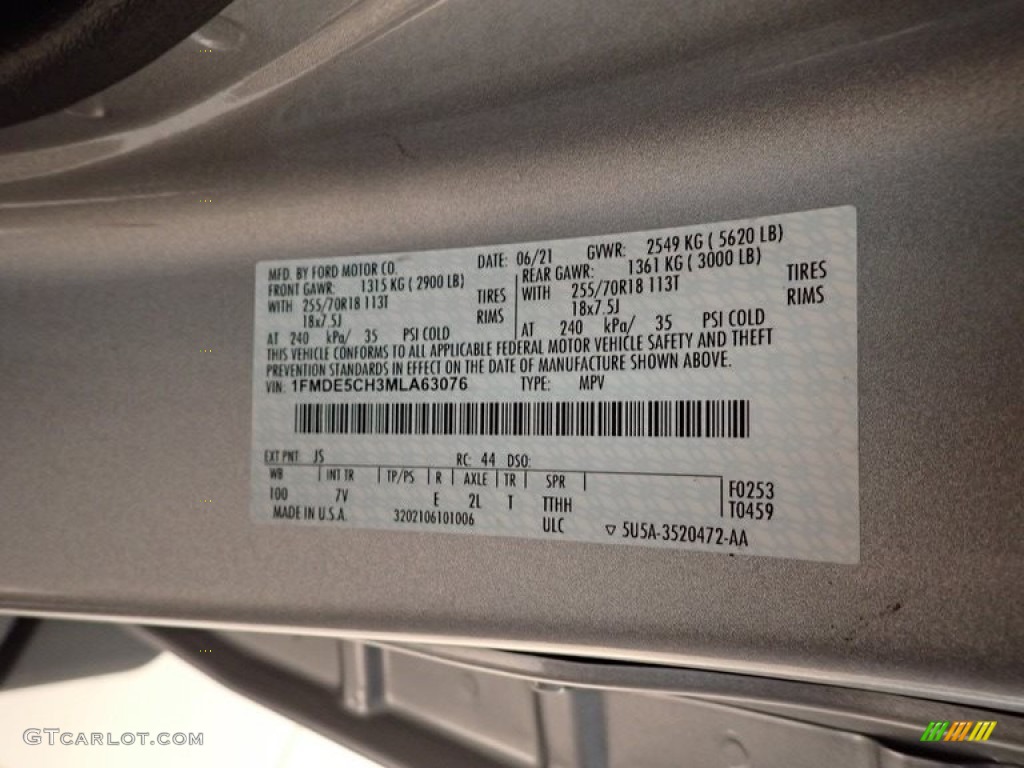 MFD. BY FORD MOTOR CO. DATE: 06/21 GVWR: 2549 KG ( 5620 LB)
FRONT GAWR: 1315 KG ( 2900 LB) REAR GAWR: 1361 KG ( 3000 LB)
WITH 255/70R18 113T TIRES WITH 255/70R18 113T TIRES
18x7.5J RIMS 18x7.5J RIMS
AT 240 kPa/ 35 PSI COLD AT 240 kPa/ 35 PSI COLD
THIS VEHICLE CONFORMS TO ALL APPLICABLE FEDERAL MOTOR VEHICLE SAFETY AND THEFT
PREVENTION STANDARDS IN EFFECT ON THE DATE OF MANUFACTURE SHOWN ABOVE.
VIN: 1FMDE5CH3MLA63076 TYPE: MPV
EXT PNT JS RC: 44 DSO:
WB INT TR TP/PS R AXLE TR SPR
100 7V E 2L T TTHH F0253
MADE IN U.S.A. 3202106101006 ULC T0459
▽ 5U5A-3520472-AA
GTcarlot.com